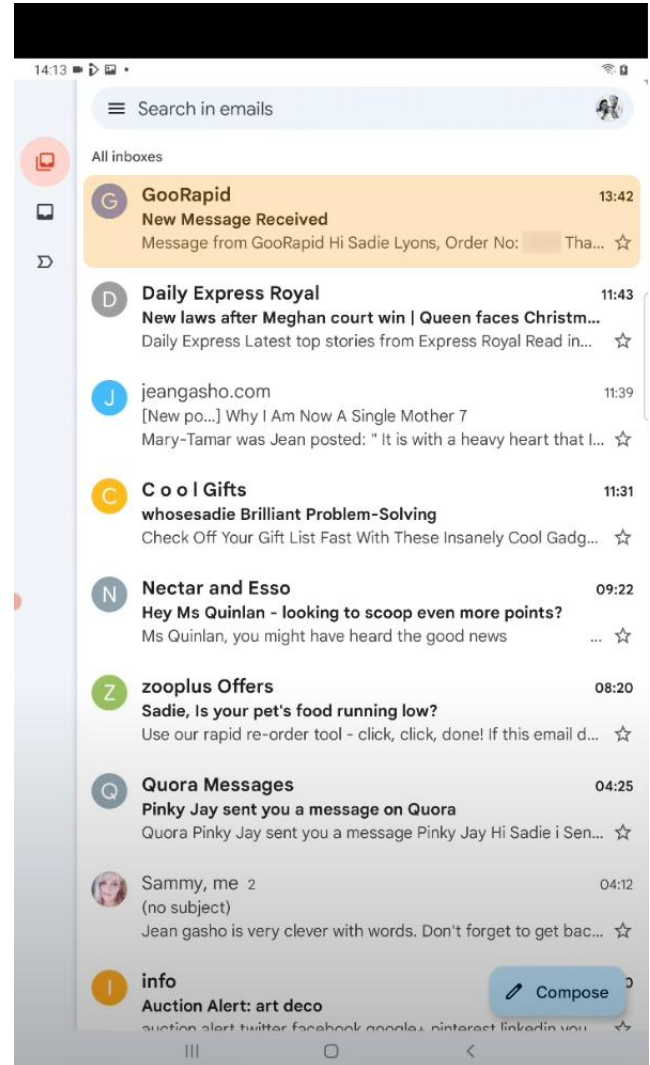 14:13
Search in emails
All inboxes
G GooRapid 13:42
New Message Received
Message from GooRapid Hi Sadie Lyons, Order No: Tha...
D Daily Express Royal 11:43
New laws after Meghan court win | Queen faces Christm...
Daily Express Latest top stories from Express Royal Read in...
J jeangasho.com 11:39
[New po...] Why I Am Now A Single Mother 7
Mary-Tamar was Jean posted: " It is with a heavy heart that I...
C C o o l Gifts 11:31
whosesadie Brilliant Problem-Solving
Check Off Your Gift List Fast With These Insanely Cool Gadg...
N Nectar and Esso 09:22
Hey Ms Quinlan - looking to scoop even more points?
Ms Quinlan, you might have heard the good news ...
Z zooplus Offers 08:20
Sadie, Is your pet's food running low?
Use our rapid re-order tool - click, click, done! If this email d...
Q Quora Messages 04:25
Pinky Jay sent you a message on Quora
Quora Pinky Jay sent you a message Pinky Jay Hi Sadie i Sen...
Sammy, me 2 04:12
(no subject)
Jean gasho is very clever with words. Don't forget to get bac...
I info
Auction Alert: art deco
Compose
auction alert twitter facebook google+ pinterest linkedin you